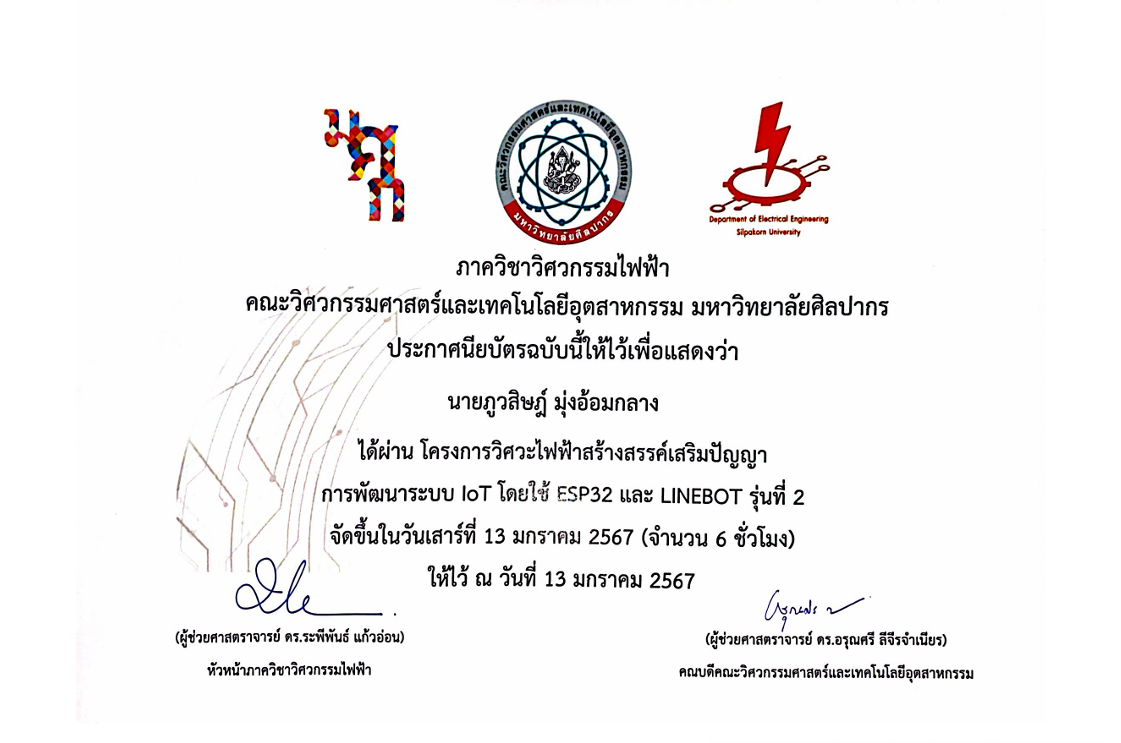 มศก
คณะวิศวกรรมศาสตร์และเทคโนโลยีอุตสาหกรรม
มหาวิทยาลัยศิลปากร
Department of Electrical Engineering
Silpakorn University
ภาควิชาวิศวกรรมไฟฟ้า
คณะวิศวกรรมศาสตร์และเทคโนโลยีอุตสาหกรรม มหาวิทยาลัยศิลปากร
ประกาศนียบัตรฉบับนี้ให้ไว้เพื่อแสดงว่า
นายภูวสิษฎ์ มุ่งอ้อมกลาง
ได้ผ่าน โครงการวิศวะไฟฟ้าสร้างสรรค์เสริมปัญญา
การพัฒนาระบบ IoT โดยใช้ ESP32 และ LINEBOT รุ่นที่ 2
จัดขึ้นในวันเสาร์ที่ 13 มกราคม 2567 (จำนวน 6 ชั่วโมง)
ให้ไว้ ณ วันที่ 13 มกราคม 2567
(ผู้ช่วยศาสตราจารย์ ดร.ระพีพันธ์ แก้วอ่อน)
หัวหน้าภาควิชาวิศวกรรมไฟฟ้า
(ผู้ช่วยศาสตราจารย์ ดร.อรุณศรี ลีจีรจำเนียร)
คณบดีคณะวิศวกรรมศาสตร์และเทคโนโลยีอุตสาหกรรม